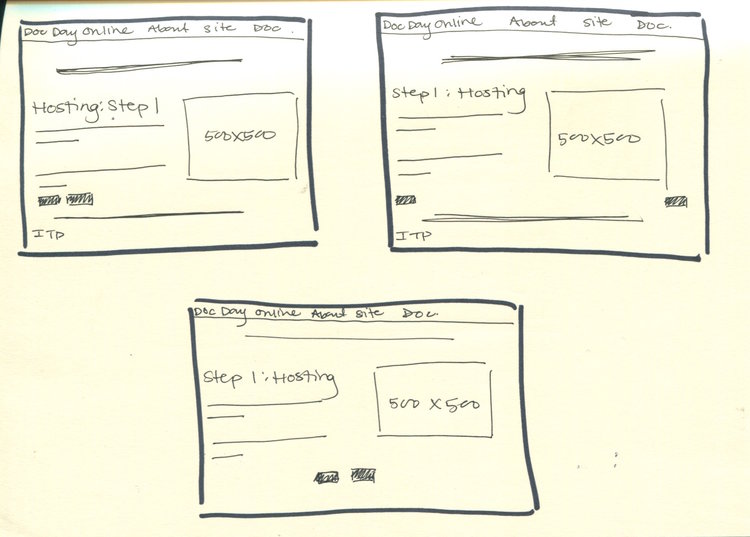 Doc Day Online About Site Doc.
Hosting: Step 1
500x500
ITP
Doc Day Online About Site Doc.
Step 1: Hosting
500x500
ITP
Doc Day Online About Site Doc.
Step 1: Hosting
500 x 500